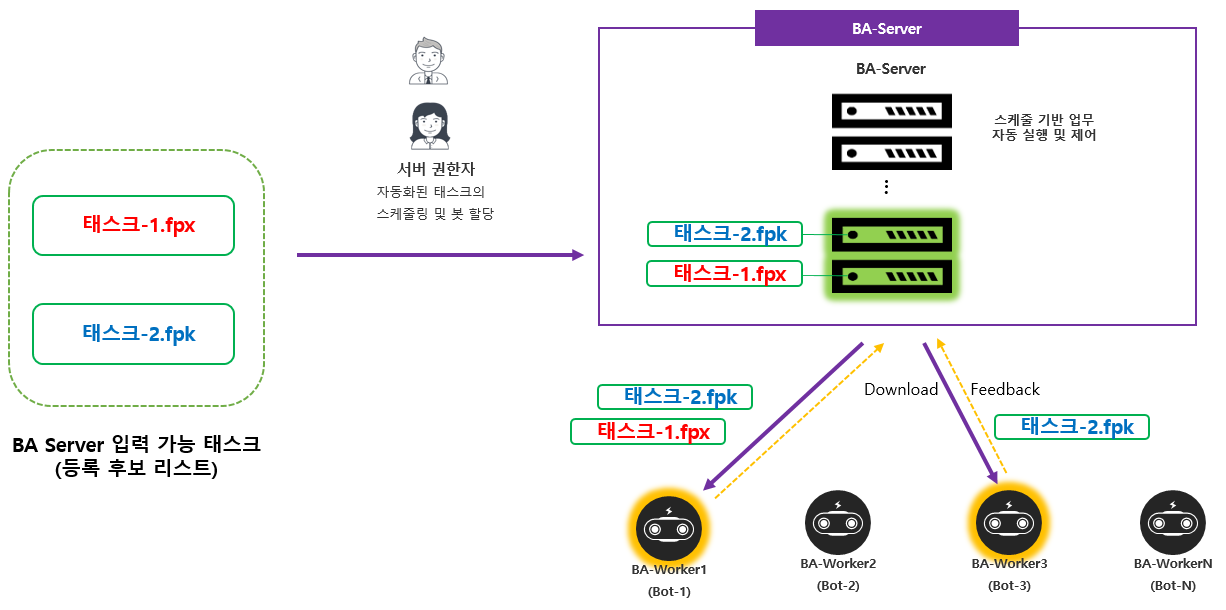 태스크-1.fpx
태스크-2.fpk
BA Server 입력 가능 태스크
(등록 후보 리스트)
서버 권한자
자동화된 태스크의
스케줄링 및 봇 할당
BA-Server
BA-Server
스케줄 기반 업무
자동 실행 및 제어
태스크-2.fpk
태스크-1.fpx
태스크-2.fpk
태스크-1.fpx
Download
Feedback
태스크-2.fpk
BA-Worker1
(Bot-1)
BA-Worker2
(Bot-2)
BA-Worker3
(Bot-3)
BA-WorkerN
(Bot-N)